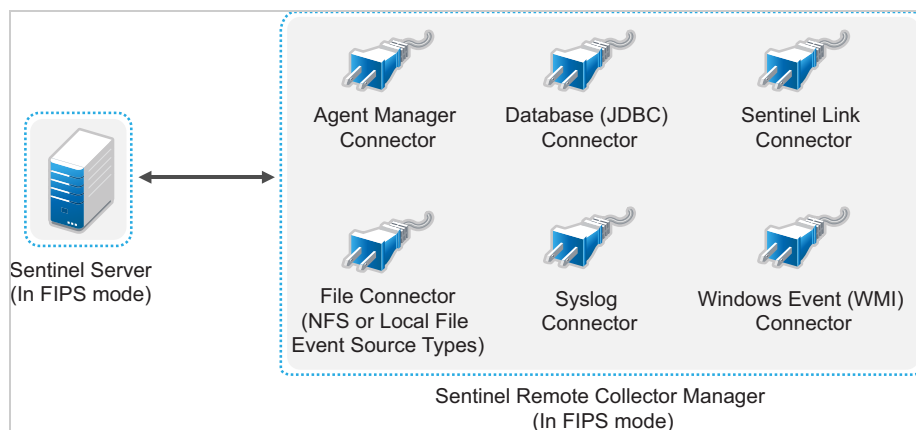 Agent Manager
Connector
Database (JDBC)
Connector
Sentinel Link
Connector
Sentinel Server
(In FIPS mode)
File Connector
(NFS or Local File
Event Source Types)
Syslog
Connector
Windows Event (WMI)
Connector
Sentinel Remote Collector Manager
(In FIPS mode)